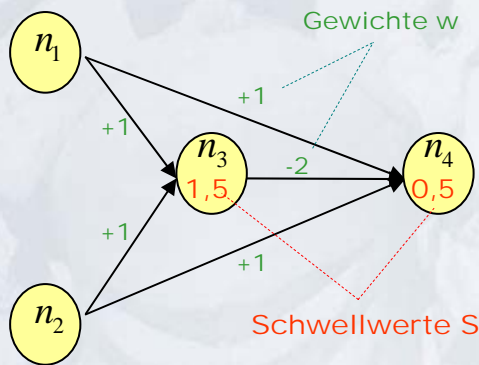 Gewichte w
n₁
+1
+1
n₃
1,5
-2
n₄
0,5
+1
+1
n₂
Schwellwerte S